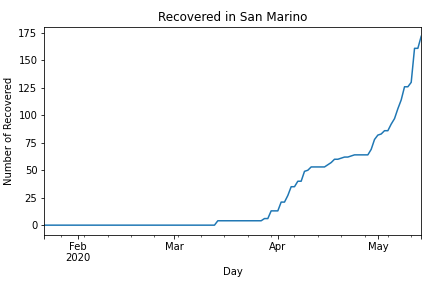 Recovered in San Marino
Number of Recovered
175
150
125
100
75
50
25
0
Feb
2020
Mar
Apr
May
Day